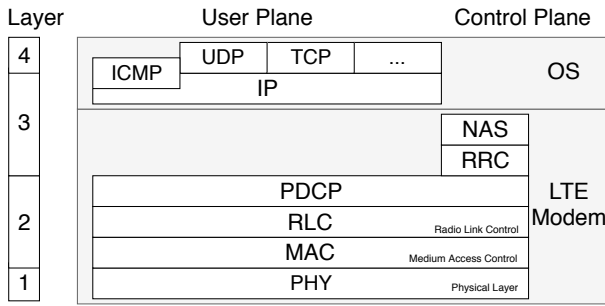 Layer User Plane Control Plane
4 UDP TCP ... OS
ICMP
IP
3 NAS
RRC
PDCP LTE
2 RLC Radio Link Control Modem
MAC Medium Access Control
1 PHY Physical Layer